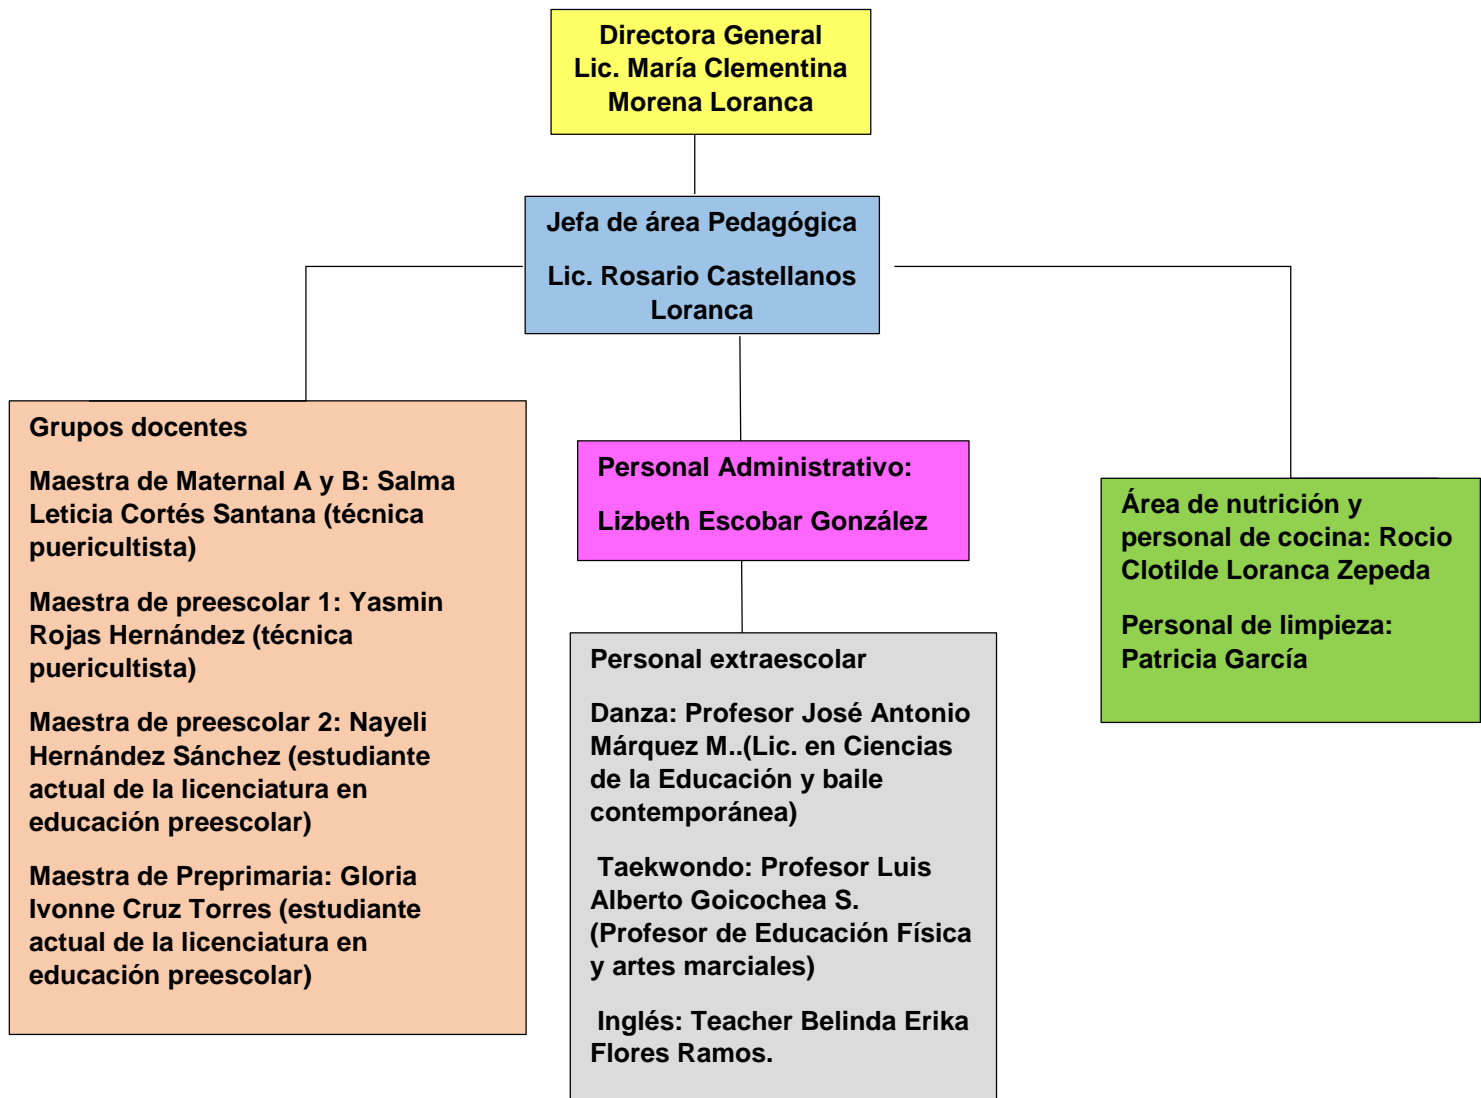 Directora General
Lic. María Clementina
Morena Loranca
Jefa de área Pedagógica
Lic. Rosario Castellanos
Loranca
Grupos docentes
Maestra de Maternal A y B: Salma
Leticia Cortés Santana (técnica
puericultista)
Maestra de preescolar 1: Yasmin
Rojas Hernández (técnica
puericultista)
Maestra de preescolar 2: Nayeli
Hernández Sánchez (estudiante
actual de la licenciatura en
educación preescolar)
Maestra de Preprimaria: Gloria
Ivonne Cruz Torres (estudiante
actual de la licenciatura en
educación preescolar)
Personal Administrativo:
Lizbeth Escobar González
Personal extraescolar
Danza: Profesor José Antonio
Márquez M..(Lic. en Ciencias
de la Educación y baile
contemporánea)
Taekwondo: Profesor Luis
Alberto Goicochea S.
(Profesor de Educación Física
y artes marciales)
Inglés: Teacher Belinda Erika
Flores Ramos.
Área de nutrición y
personal de cocina: Rocio
Clotilde Loranca Zepeda
Personal de limpieza:
Patricia García